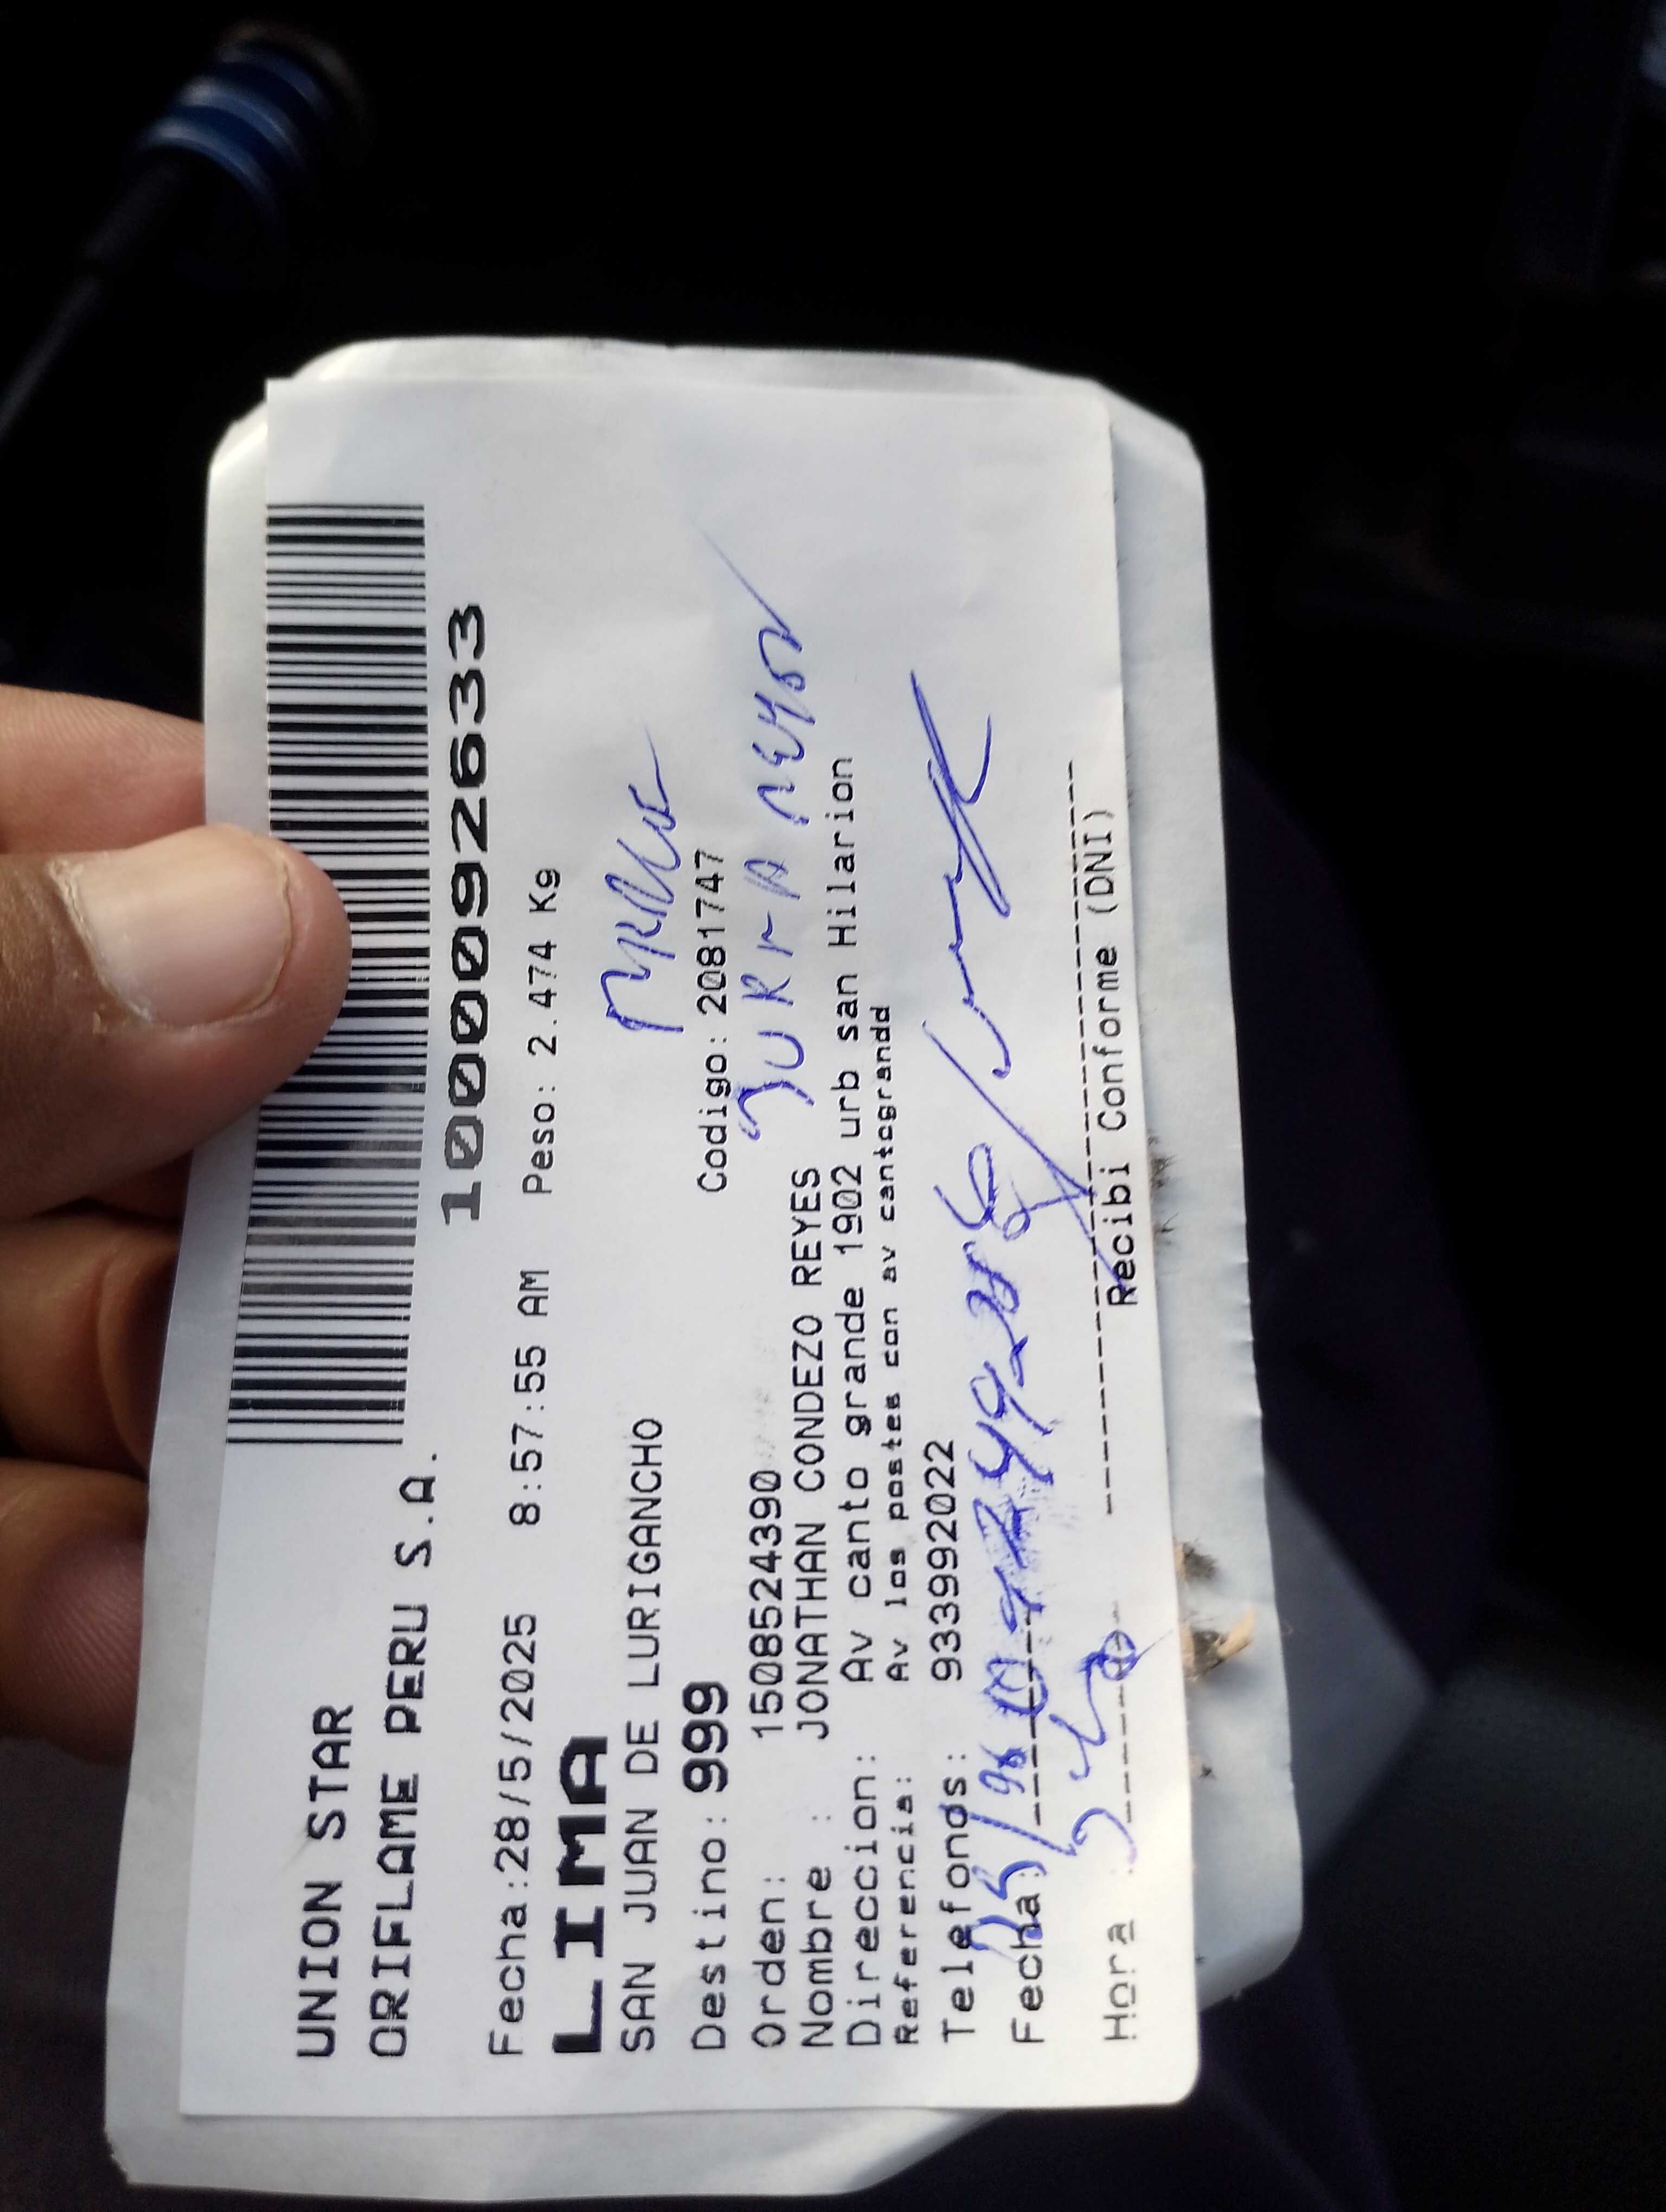 UNION STAR
ORIFLAME PERU S.A.
1000092633
Fecha:28/5/2025 8:57:55 AM Peso: 2.474 Kg
LIMA
SAN JUAN DE LURIGANCHO
Destino: 999 Codigo: 2081747
Orden: 1508524390
Nombre : JONATHAN CONDEZO REYES
Direccion: Av canto grande 1902 urb san Hilarion
Referencia: Av los postes con av cantograndd
Telefonos: 933992022
Fecha:
Hora :
Recibi Conforme (DNI)